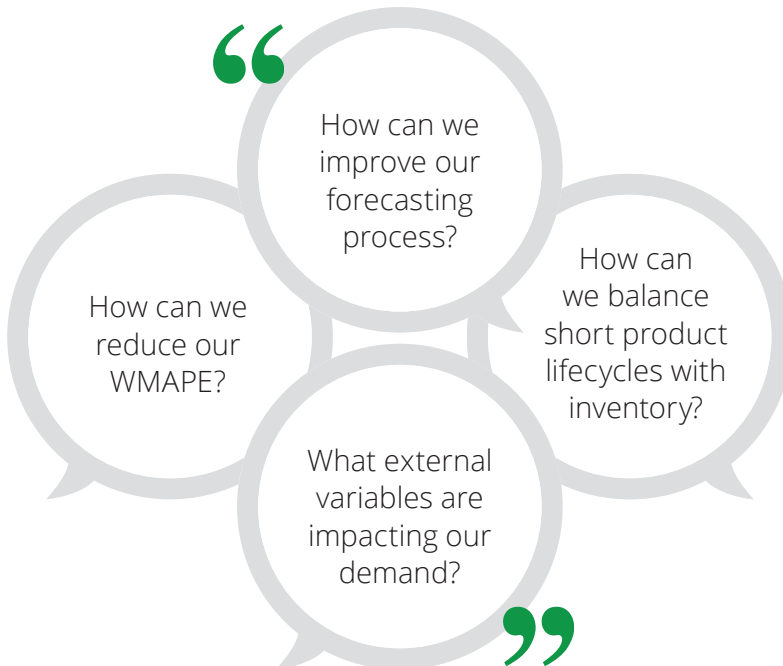 “
How can we
improve our
forecasting
process?
How can we
reduce our
WMAPE?
How can
we balance
short product
lifecycles with
inventory?
What external
variables are
impacting our
demand?
”